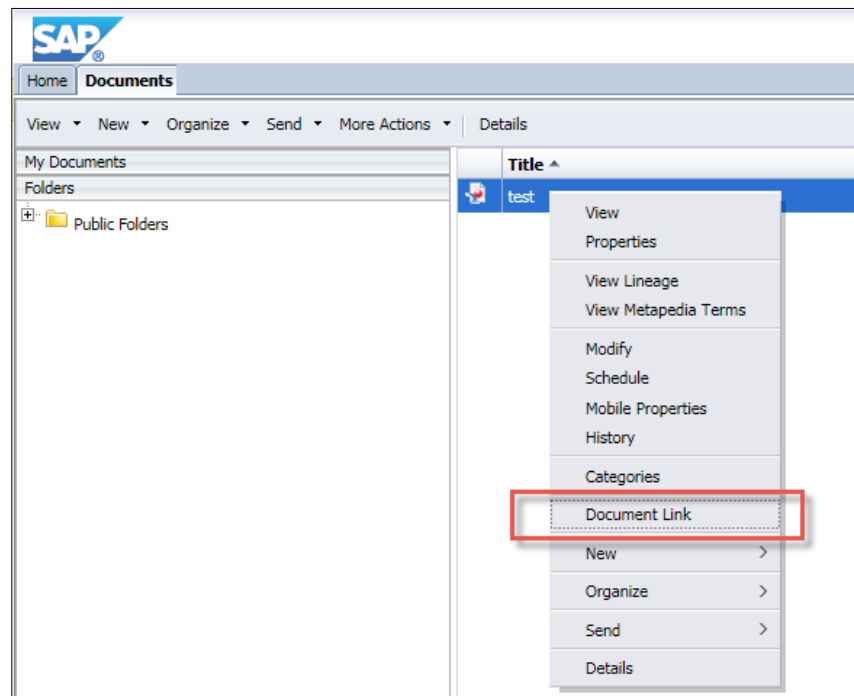 SAP®
Home Documents
View New Organize Send More Actions Details
My Documents
Folders
Public Folders
Title
test
View
Properties
View Lineage
View Metapedia Terms
Modify
Schedule
Mobile Properties
History
Categories
Document Link
New
Organize
Send
Details